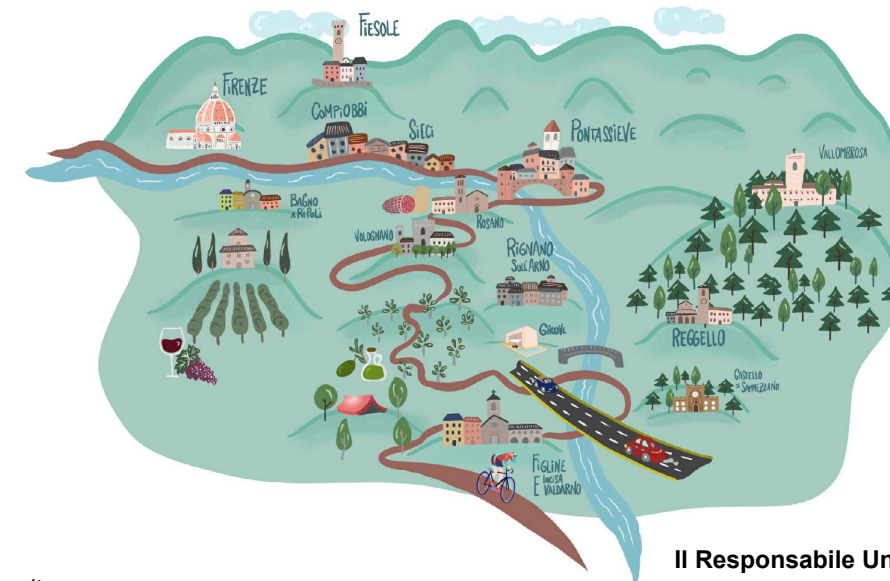 FIESOLE
FIRENZE
COMPIOBBI
SIECI
PONTASSIEVE
VALLOMBROSA
BAGNO
A RIPOLI
ROSANO
VOLOGNANO
RIGNANO
SULL'ARNO
GROOVE
REGGELLO
CASTELLO
DI SAMMEZZANO
FIGLINE
E INCISA
VALDARNO
Il Responsabile Un